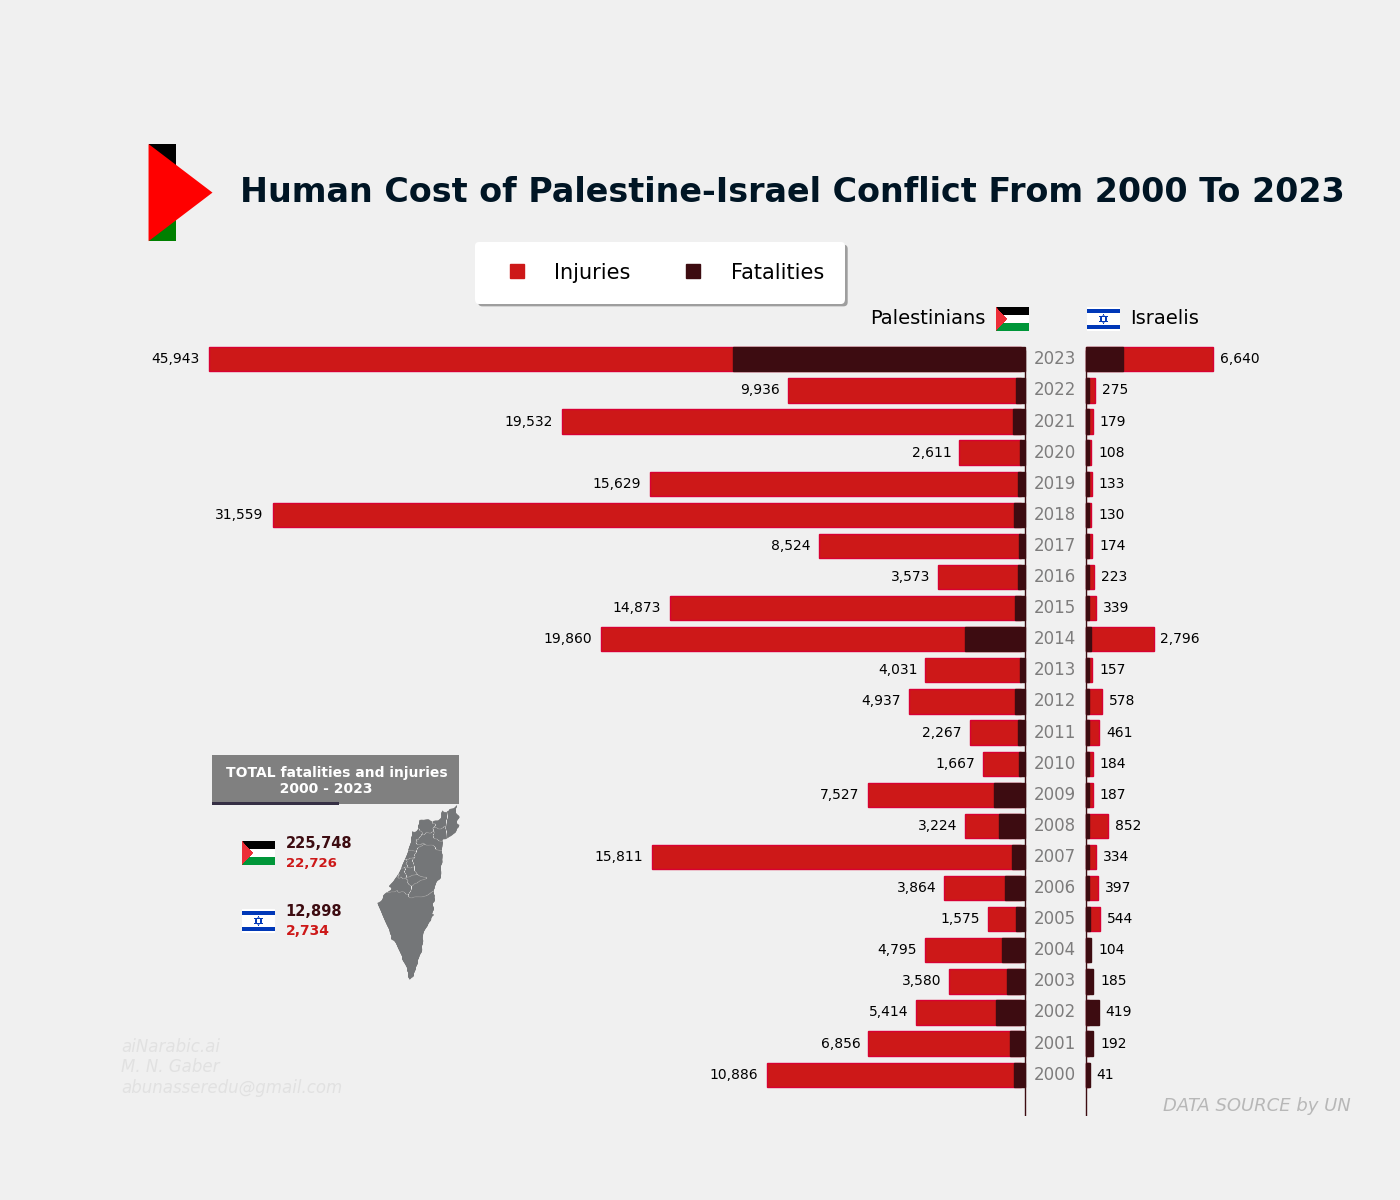 Human Cost of Palestine-Israel Conflict From 2000 To 2023
Injuries Fatalities
Palestinians Israelis
45,943 2023 6,640
9,936 2022 275
19,532 2021 179
2,611 2020 108
15,629 2019 133
31,559 2018 130
8,524 2017 174
3,573 2016 223
14,873 2015 339
19,860 2014 2,796
4,031 2013 157
4,937 2012 578
2,267 2011 461
1,667 2010 184
7,527 2009 187
3,224 2008 852
15,811 2007 334
3,864 2006 397
1,575 2005 544
4,795 2004 104
3,580 2003 185
5,414 2002 419
6,856 2001 192
10,886 2000 41
TOTAL fatalities and injuries
2000 - 2023
225,748
22,726
12,898
2,734
aiNarabic.ai
M. N. Gaber
abunasseredu@gmail.com
DATA SOURCE by UN